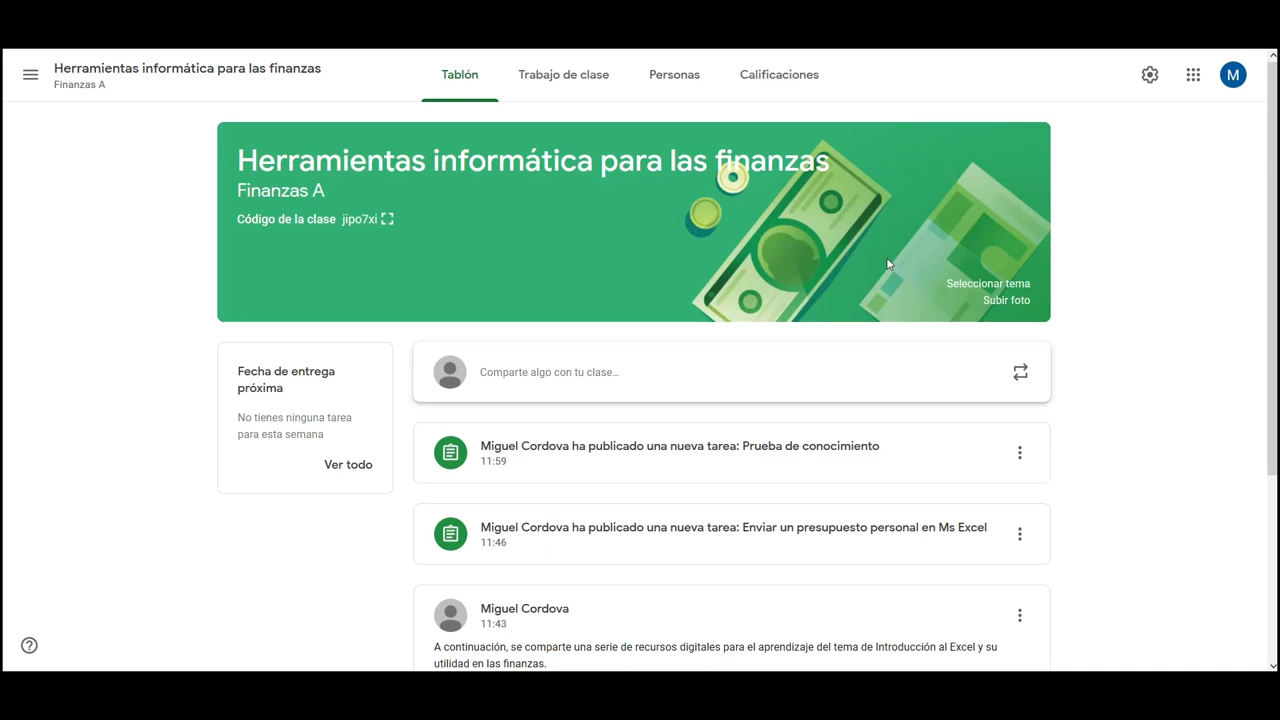 Herramientas informática para las finanzas
Finanzas A
Tablón
Trabajo de clase
Personas
Calificaciones
M
Herramientas informática para las finanzas
Finanzas A
Código de la clase jipo7xi
Seleccionar tema
Subir foto
Fecha de entrega
próxima
No tienes ninguna tarea
para esta semana
Ver todo
Comparte algo con tu clase...
Miguel Cordova ha publicado una nueva tarea: Prueba de conocimiento
11:59
Miguel Cordova ha publicado una nueva tarea: Enviar un presupuesto personal en Ms Excel
11:46
Miguel Cordova
11:43
A continuación, se comparte una serie de recursos digitales para el aprendizaje del tema de Introducción al Excel y su
utilidad en las finanzas.